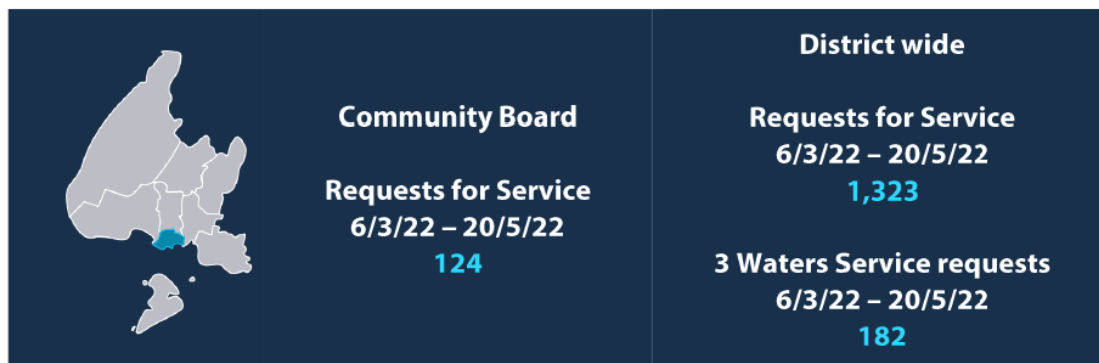 Community Board
Requests for Service
6/3/22 – 20/5/22
124
District wide
Requests for Service
6/3/22 – 20/5/22
1,323
3 Waters Service requests
6/3/22 – 20/5/22
182